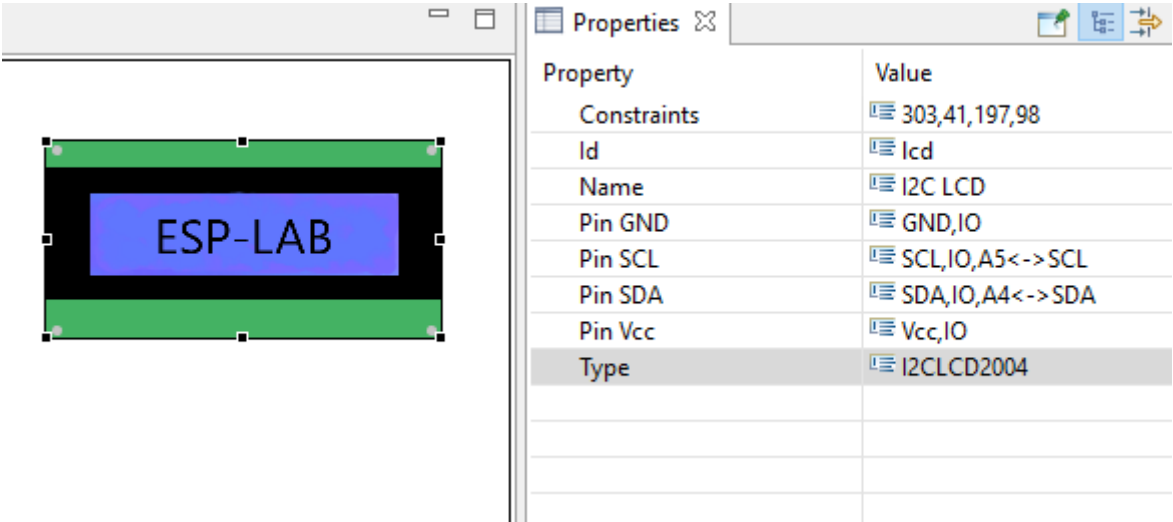 Properties
Property Value
Constraints 303,41,197,98
Id lcd
Name I2C LCD
Pin GND GND,IO
Pin SCL SCL,IO,A5<->SCL
Pin SDA SDA,IO,A4<->SDA
Pin Vcc Vcc,IO
Type I2CLCD2004
ESP-LAB